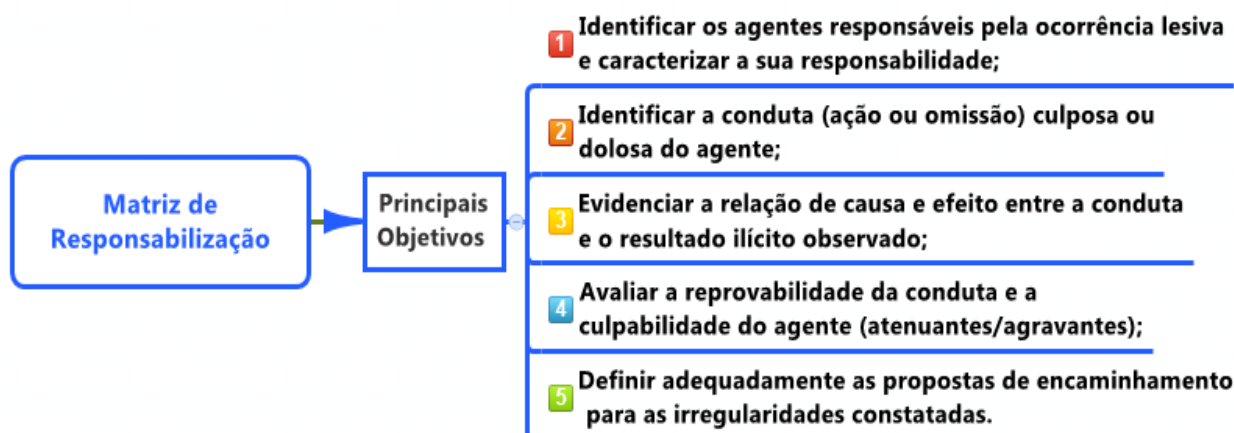 Matriz de
Responsabilização
Principais
Objetivos
1
Identificar os agentes responsáveis pela ocorrência lesiva
e caracterizar a sua responsabilidade;
2
Identificar a conduta (ação ou omissão) culposa ou
dolosa do agente;
3
Evidenciar a relação de causa e efeito entre a conduta
e o resultado ilícito observado;
4
Avaliar a reprovabilidade da conduta e a
culpabilidade do agente (atenuantes/agravantes);
5
Definir adequadamente as propostas de encaminhamento
para as irregularidades constatadas.